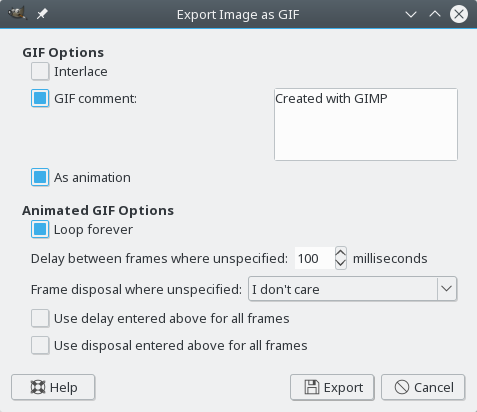 Export Image as GIF
GIF Options
Interlace
GIF comment:
Created with GIMP
As animation
Animated GIF Options
Loop forever
Delay between frames where unspecified: 100 milliseconds
Frame disposal where unspecified: I don't care
Use delay entered above for all frames
Use disposal entered above for all frames
Help Export Cancel